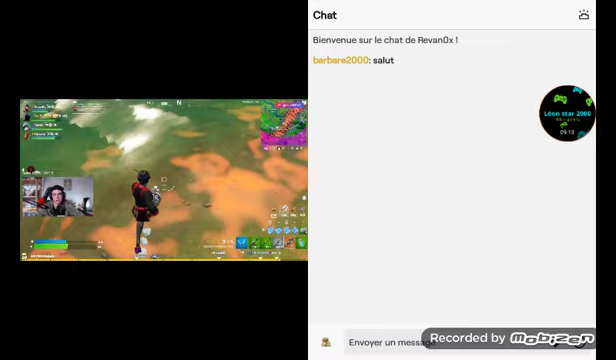 Chat
Bienvenue sur le chat de Revan0x !
barbare2000: salut
Léon star 2000
09:13
N
Envoyer un message
Recorded by
MOBIZEN